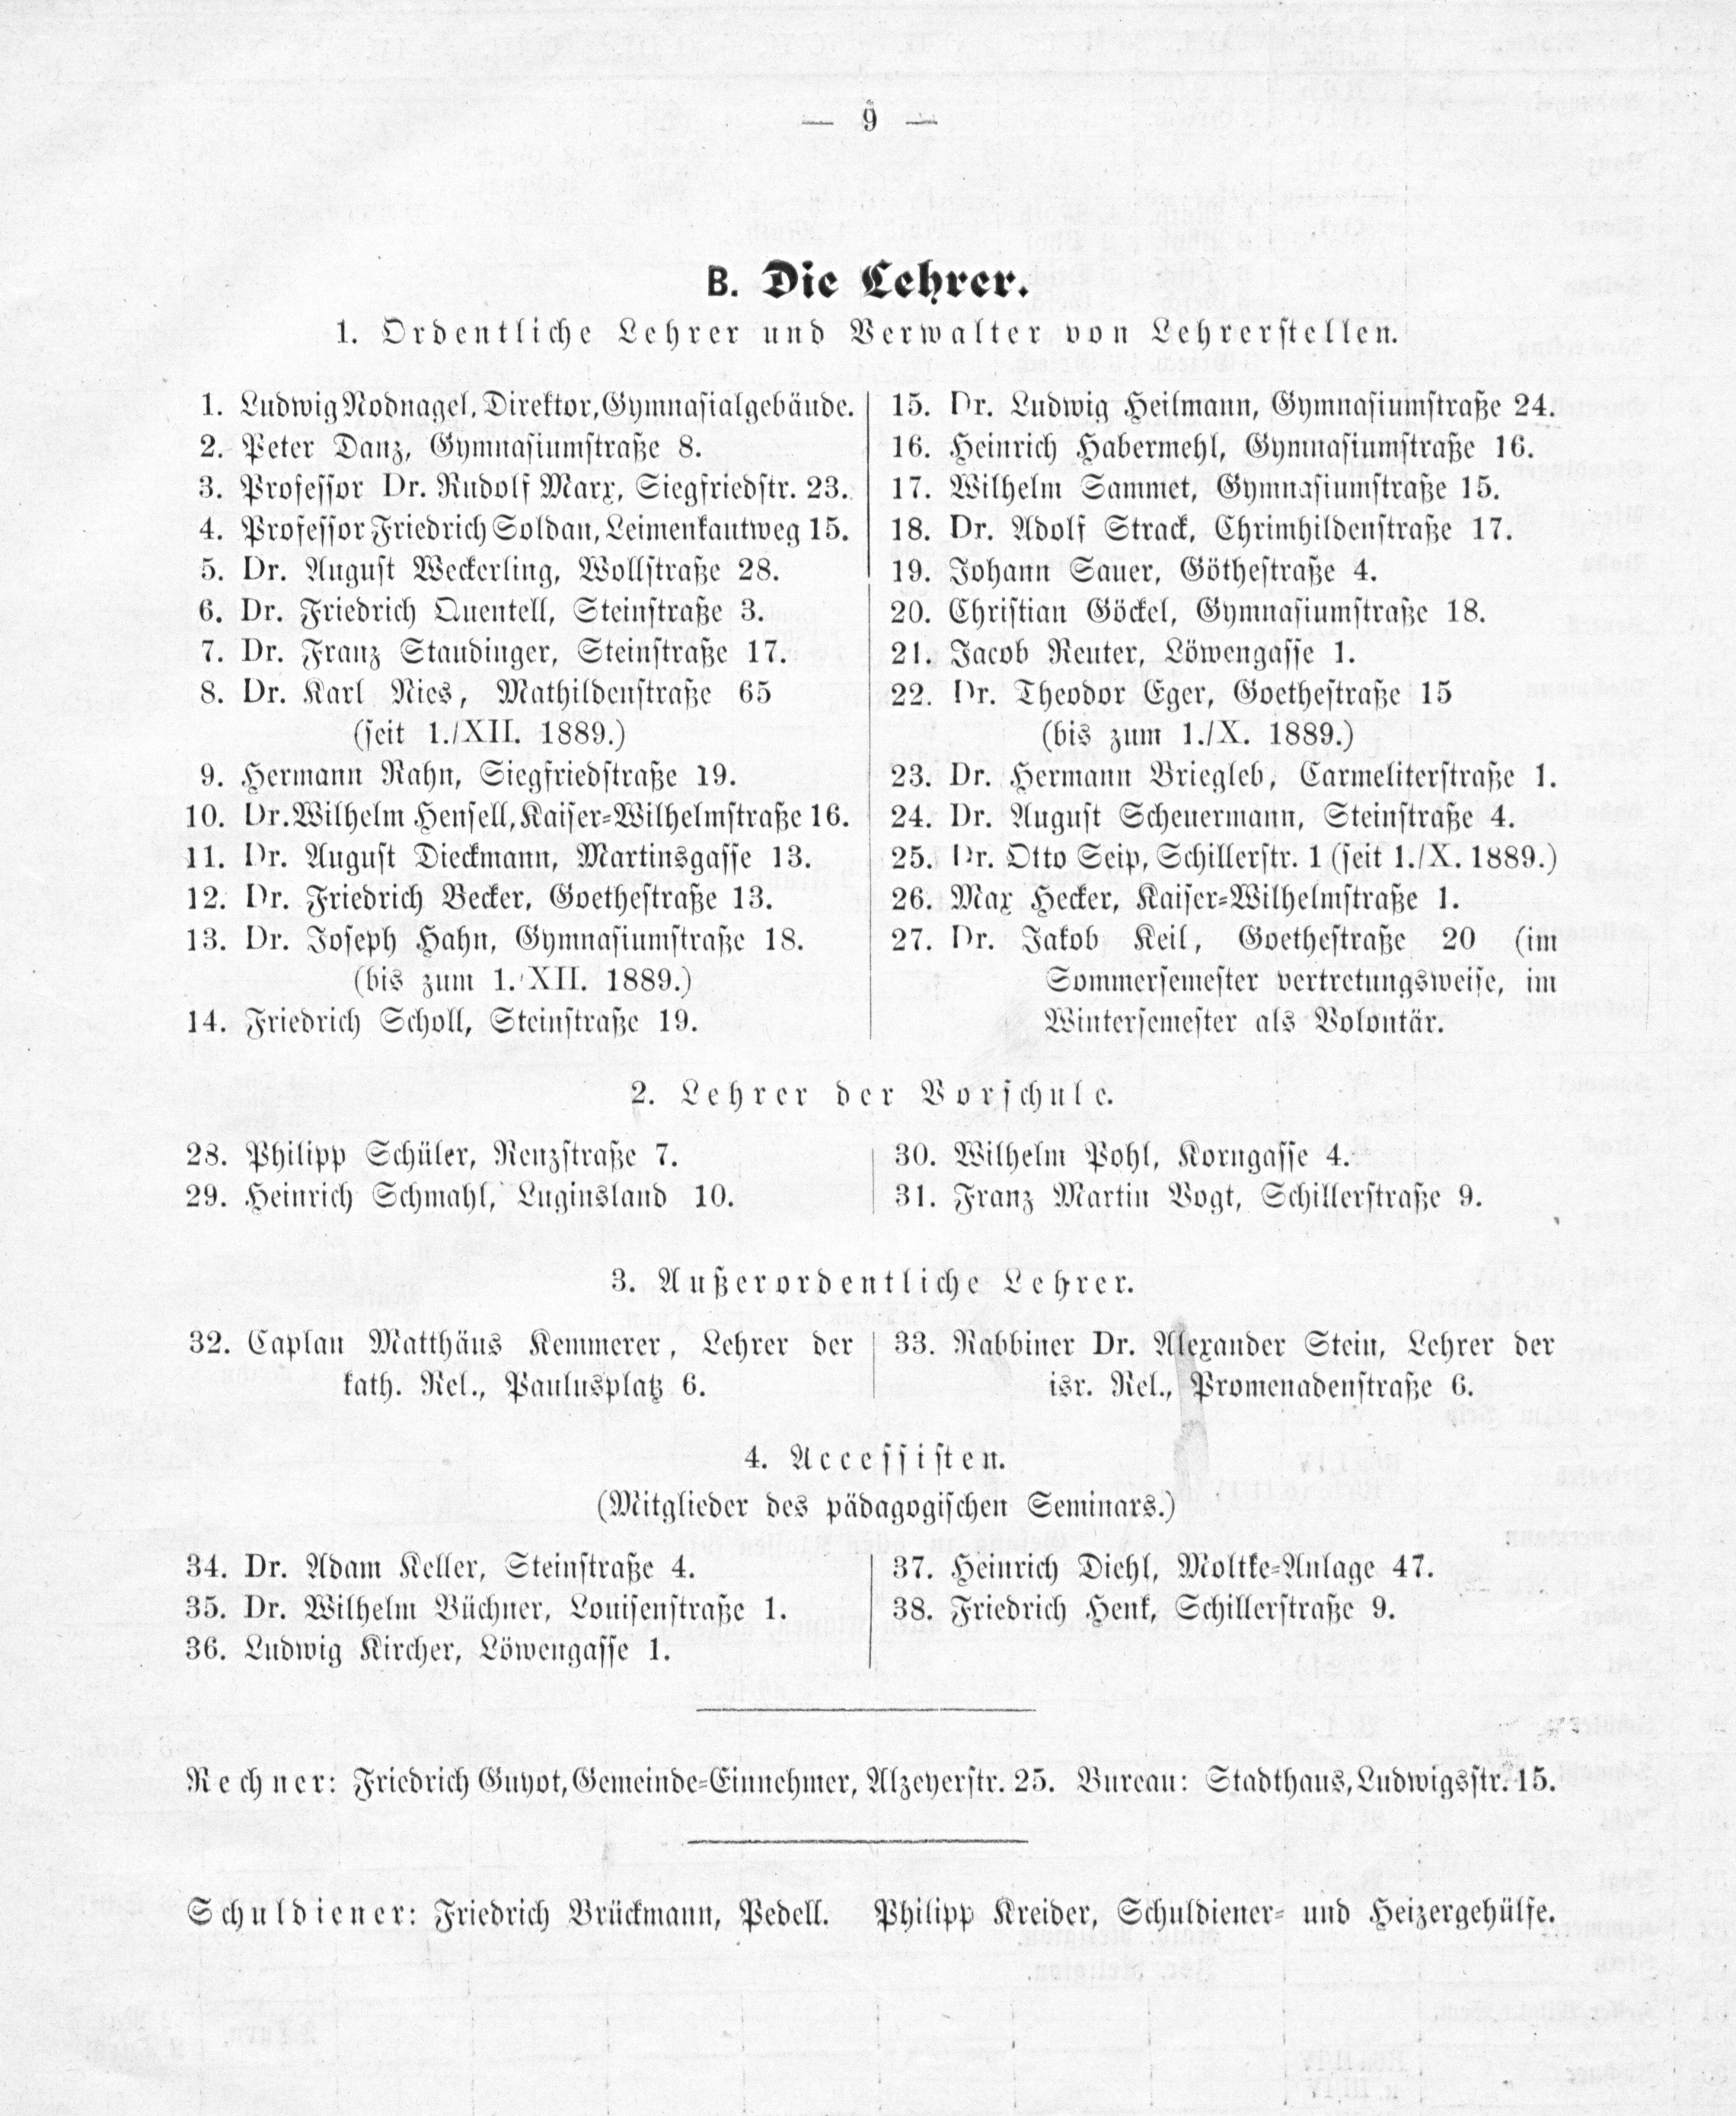 — 9 —
B. Die Lehrer.
1. Ordentliche Lehrer und Verwalter von Lehrerstellen.
1. Ludwig Nodnagel, Direktor, Gymnasialgebäude.
2. Peter Danz, Gymnasiumstraße 8.
3. Professor Dr. Rudolf Marx, Siegfriedstr. 23.
4. Professor Friedrich Soldan, Leimenkautweg 15.
5. Dr. August Weckerling, Wollstraße 28.
6. Dr. Friedrich Quentell, Steinstraße 3.
7. Dr. Franz Staudinger, Steinstraße 17.
8. Dr. Karl Nies, Mathildenstraße 65
(seit 1./XII. 1889.)
9. Hermann Rahn, Siegfriedstraße 19.
10. Dr. Wilhelm Hensell, Kaiser-Wilhelmstraße 16.
11. Dr. August Dieckmann, Martinsgasse 13.
12. Dr. Friedrich Becker, Goethestraße 13.
13. Dr. Joseph Hahn, Gymnasiumstraße 18.
(bis zum 1./XII. 1889.)
14. Friedrich Scholl, Steinstraße 19.
15. Dr. Ludwig Heilmann, Gymnasiumstraße 24.
16. Heinrich Habermehl, Gymnasiumstraße 16.
17. Wilhelm Sammet, Gymnasiumstraße 15.
18. Dr. Adolf Strack, Chrimhildenstraße 17.
19. Johann Sauer, Göthestraße 4.
20. Christian Göckel, Gymnasiumstraße 18.
21. Jacob Reuter, Löwengasse 1.
22. Dr. Theodor Eger, Goethestraße 15
(bis zum 1./X. 1889.)
23. Dr. Hermann Briegleb, Carmeliterstraße 1.
24. Dr. August Scheuermann, Steinstraße 4.
25. Dr. Otto Seip, Schillerstr. 1 (seit 1./X. 1889.)
26. Max Hecker, Kaiser-Wilhelmstraße 1.
27. Dr. Jakob Keil, Goethestraße 20 (im
Sommersemester vertretungsweise, im
Wintersemester als Volontär.
2. Lehrer der Vorschule.
28. Philipp Schüler, Renzstraße 7.
29. Heinrich Schmahl, Luginsland 10.
30. Wilhelm Pohl, Korngasse 4.
31. Franz Martin Vogt, Schillerstraße 9.
3. Außerordentliche Lehrer.
32. Caplan Matthäus Kemmerer, Lehrer der
kath. Rel., Paulusplatz 6.
33. Rabbiner Dr. Alexander Stein, Lehrer der
isr. Rel., Promenadenstraße 6.
4. Accessisten.
(Mitglieder des pädagogischen Seminars.)
34. Dr. Adam Keller, Steinstraße 4.
35. Dr. Wilhelm Büchner, Louisenstraße 1.
36. Ludwig Kircher, Löwengasse 1.
37. Heinrich Diehl, Moltke-Anlage 47.
38. Friedrich Henk, Schillerstraße 9.
Rechner: Friedrich Guyot, Gemeinde-Einnehmer, Alzeyerstr. 25. Bureau: Stadthaus, Ludwigsstr. 15.
Schuldiener: Friedrich Brückmann, Pedell. Philipp Kreider, Schuldiener- und Heizergehülfe.